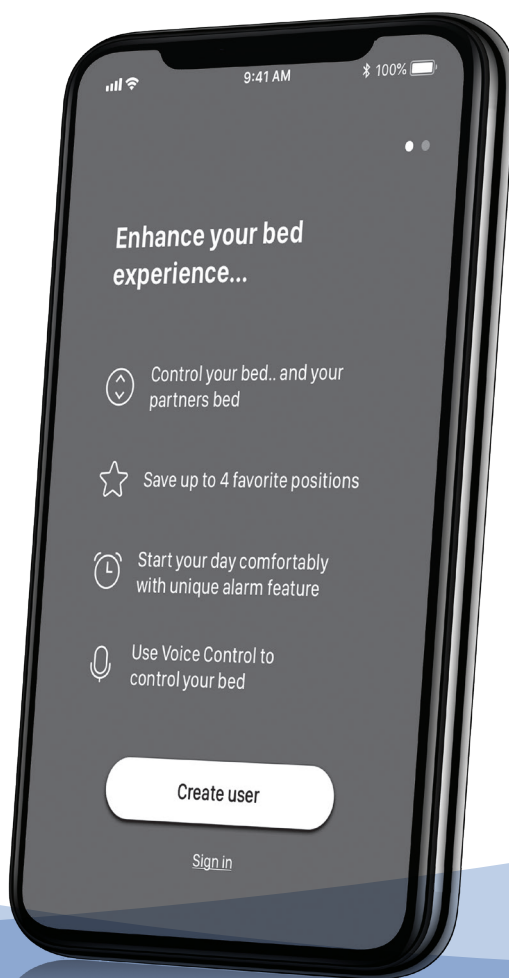 9:41 AM
100%
Enhance your bed
experience...
Control your bed.. and your
partners bed
Save up to 4 favorite positions
Start your day comfortably
with unique alarm feature
Use Voice Control to
control your bed
Create user
Sign in